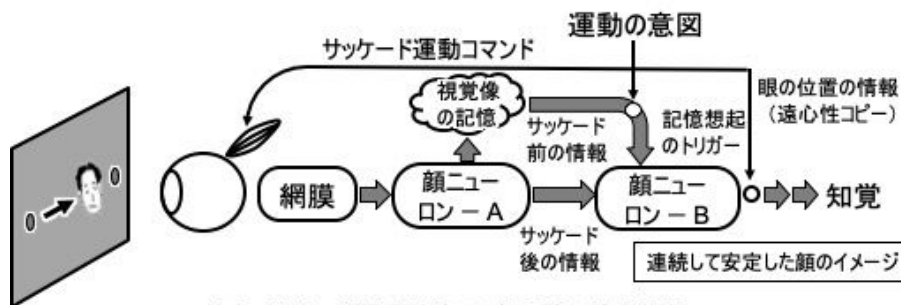 運動の意図
サッケード運動コマンド
視覚像
の記憶
眼の位置の情報
（遠心性コピー）
サッケード
前の情報
記憶想起
のトリガー
0
0
網膜
顔ニュー
ロン－A
顔ニュー
ロン－B
知覚
サッケード
後の情報
連続して安定した顔のイメージ